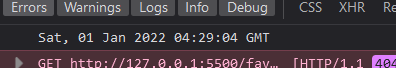 Errors Warnings Logs Info Debug CSS XHR
Sat, 01 Jan 2022 04:29:04 GMT
GET http://127.0.0.1:5500/fav… [HTTP/1.1 404